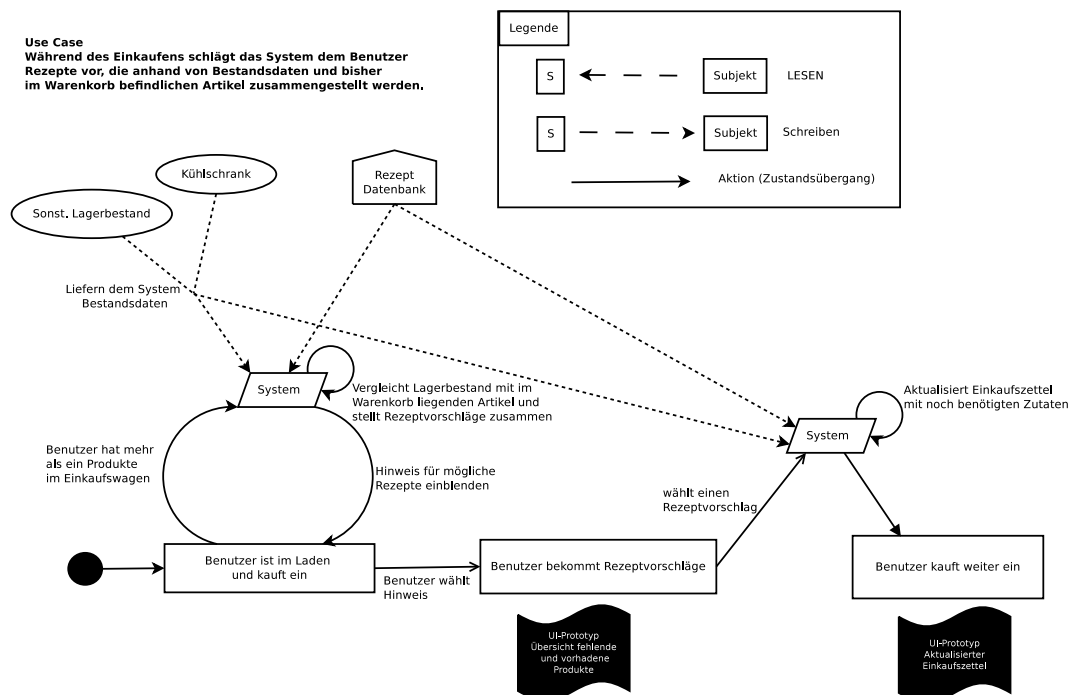 Use Case
Während des Einkaufens schlägt das System dem Benutzer
Rezepte vor, die anhand von Bestandsdaten und bisher
im Warenkorb befindlichen Artikel zusammengestellt werden.
Legende
S
Subjekt
LESEN
S
Subjekt
Schreiben
Aktion (Zustandsübergang)
Kühlschrank
Rezept
Datenbank
Sonst. Lagerbestand
Liefern dem System
Bestandsdaten
System
Vergleicht Lagerbestand mit im
Warenkorb liegenden Artikel und
stellt Rezeptvorschläge zusammen
Aktualisiert Einkaufszettel
mit noch benötigten Zutaten
System
Benutzer hat mehr
als ein Produkte
im Einkaufswagen
Hinweis für mögliche
Rezepte einblenden
wählt einen
Rezeptvorschlag
Benutzer ist im Laden
und kauft ein
Benutzer wählt
Hinweis
Benutzer bekommt Rezeptvorschläge
Benutzer kauft weiter ein
UI-Prototyp
Übersicht fehlende
und vorhadene
Produkte
UI-Prototyp
Aktualisierter
Einkaufszettel